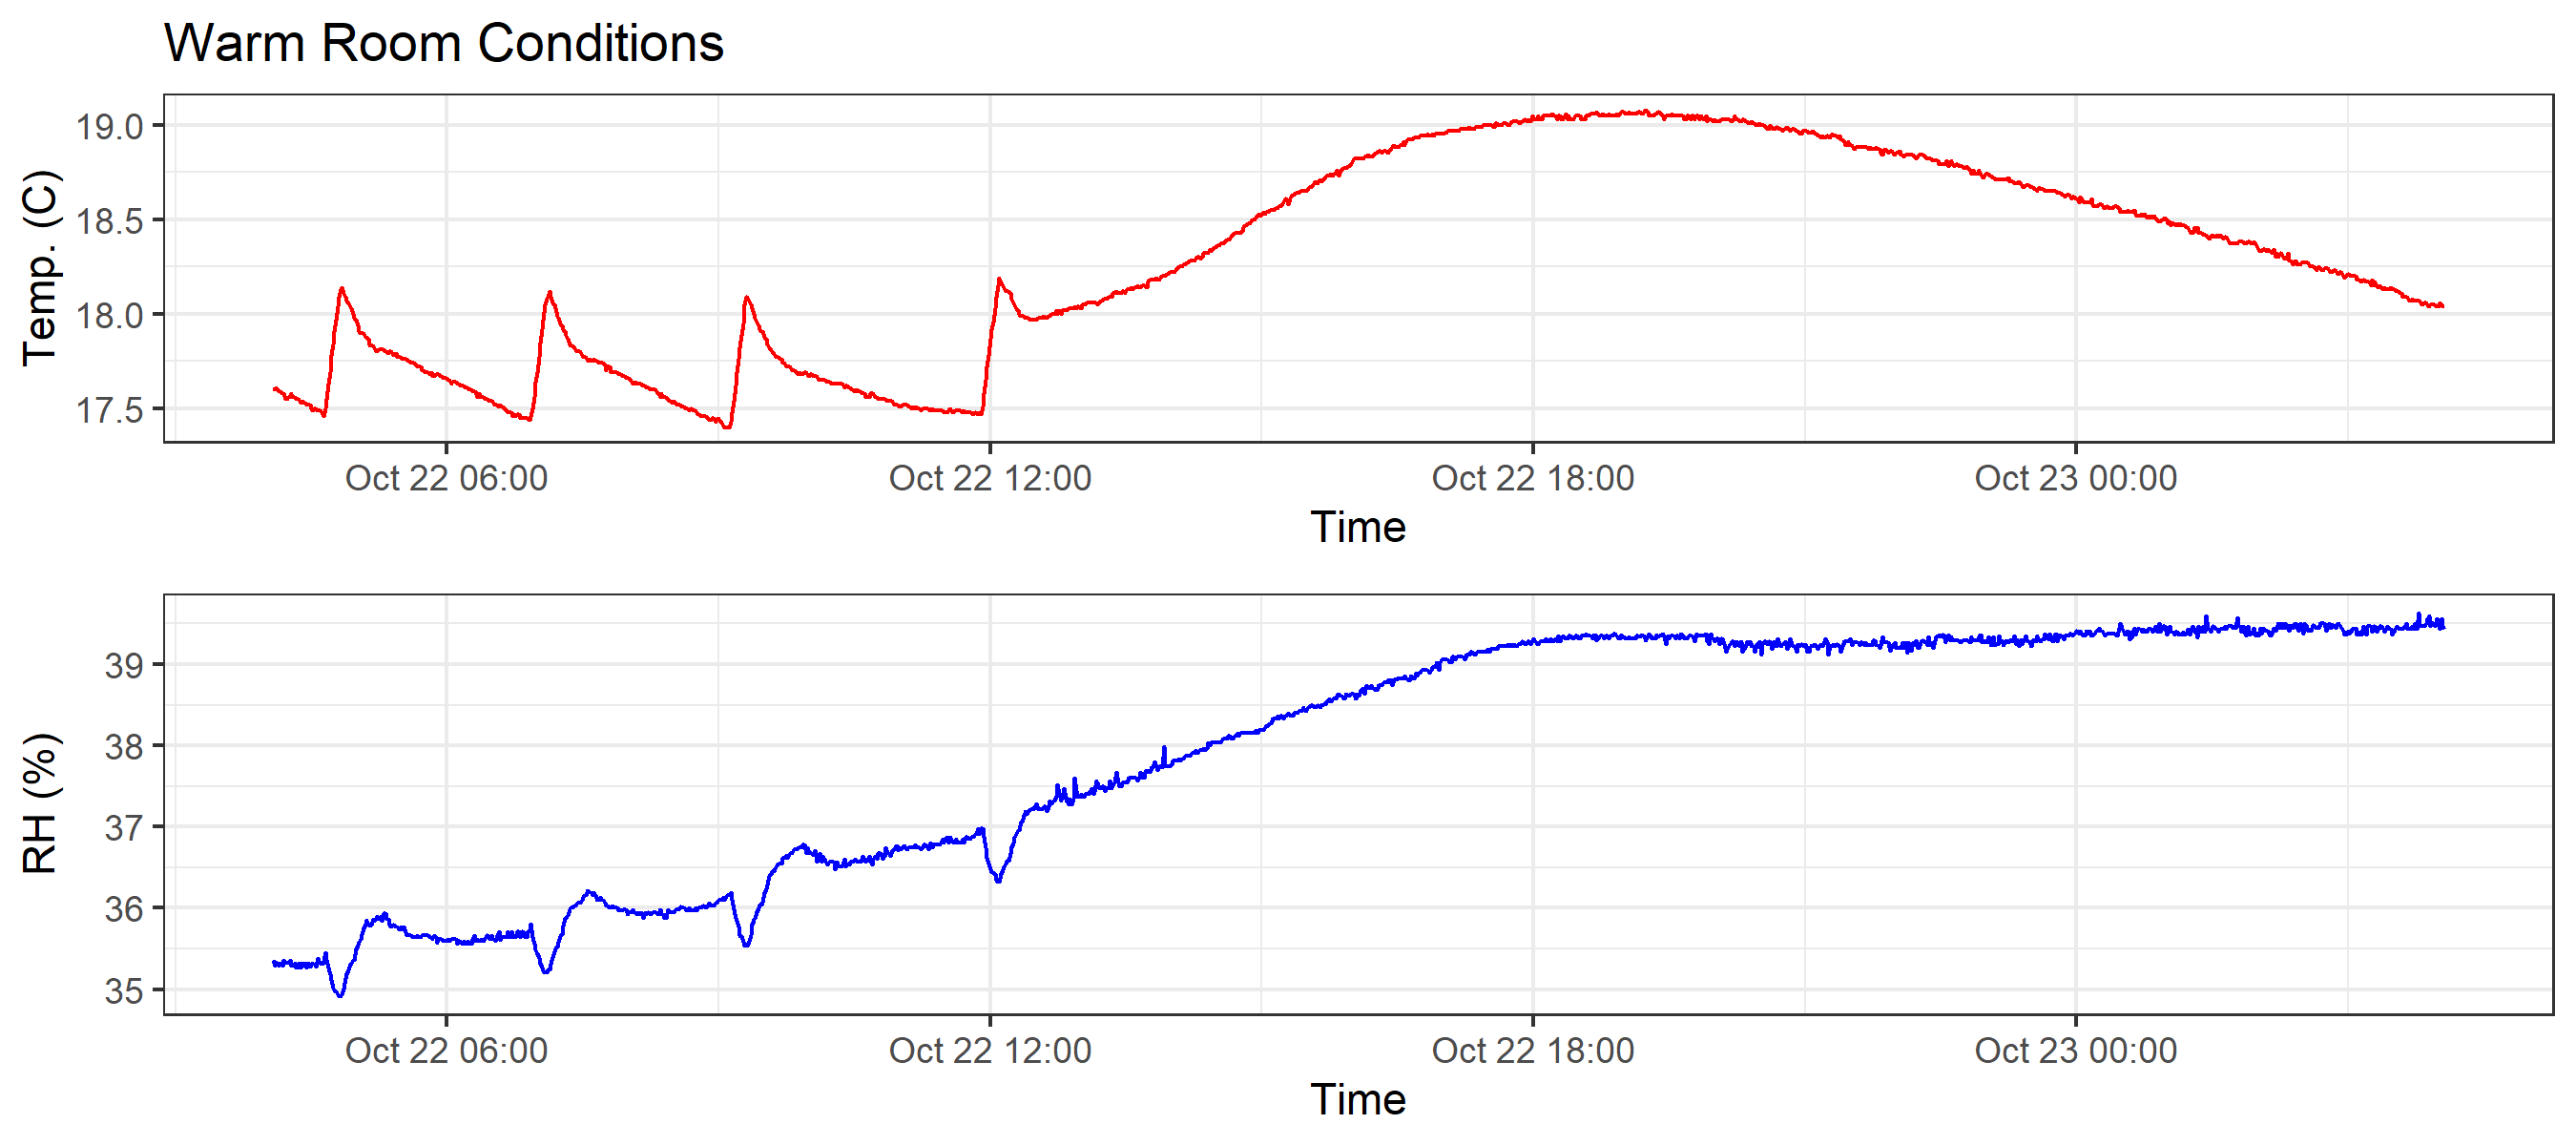 Warm Room Conditions
Temp. (C)
19.0
18.5
18.0
17.5
Oct 22 06:00 Oct 22 12:00 Oct 22 18:00 Oct 23 00:00
Time
RH (%)
39
38
37
36
35
Oct 22 06:00 Oct 22 12:00 Oct 22 18:00 Oct 23 00:00
Time